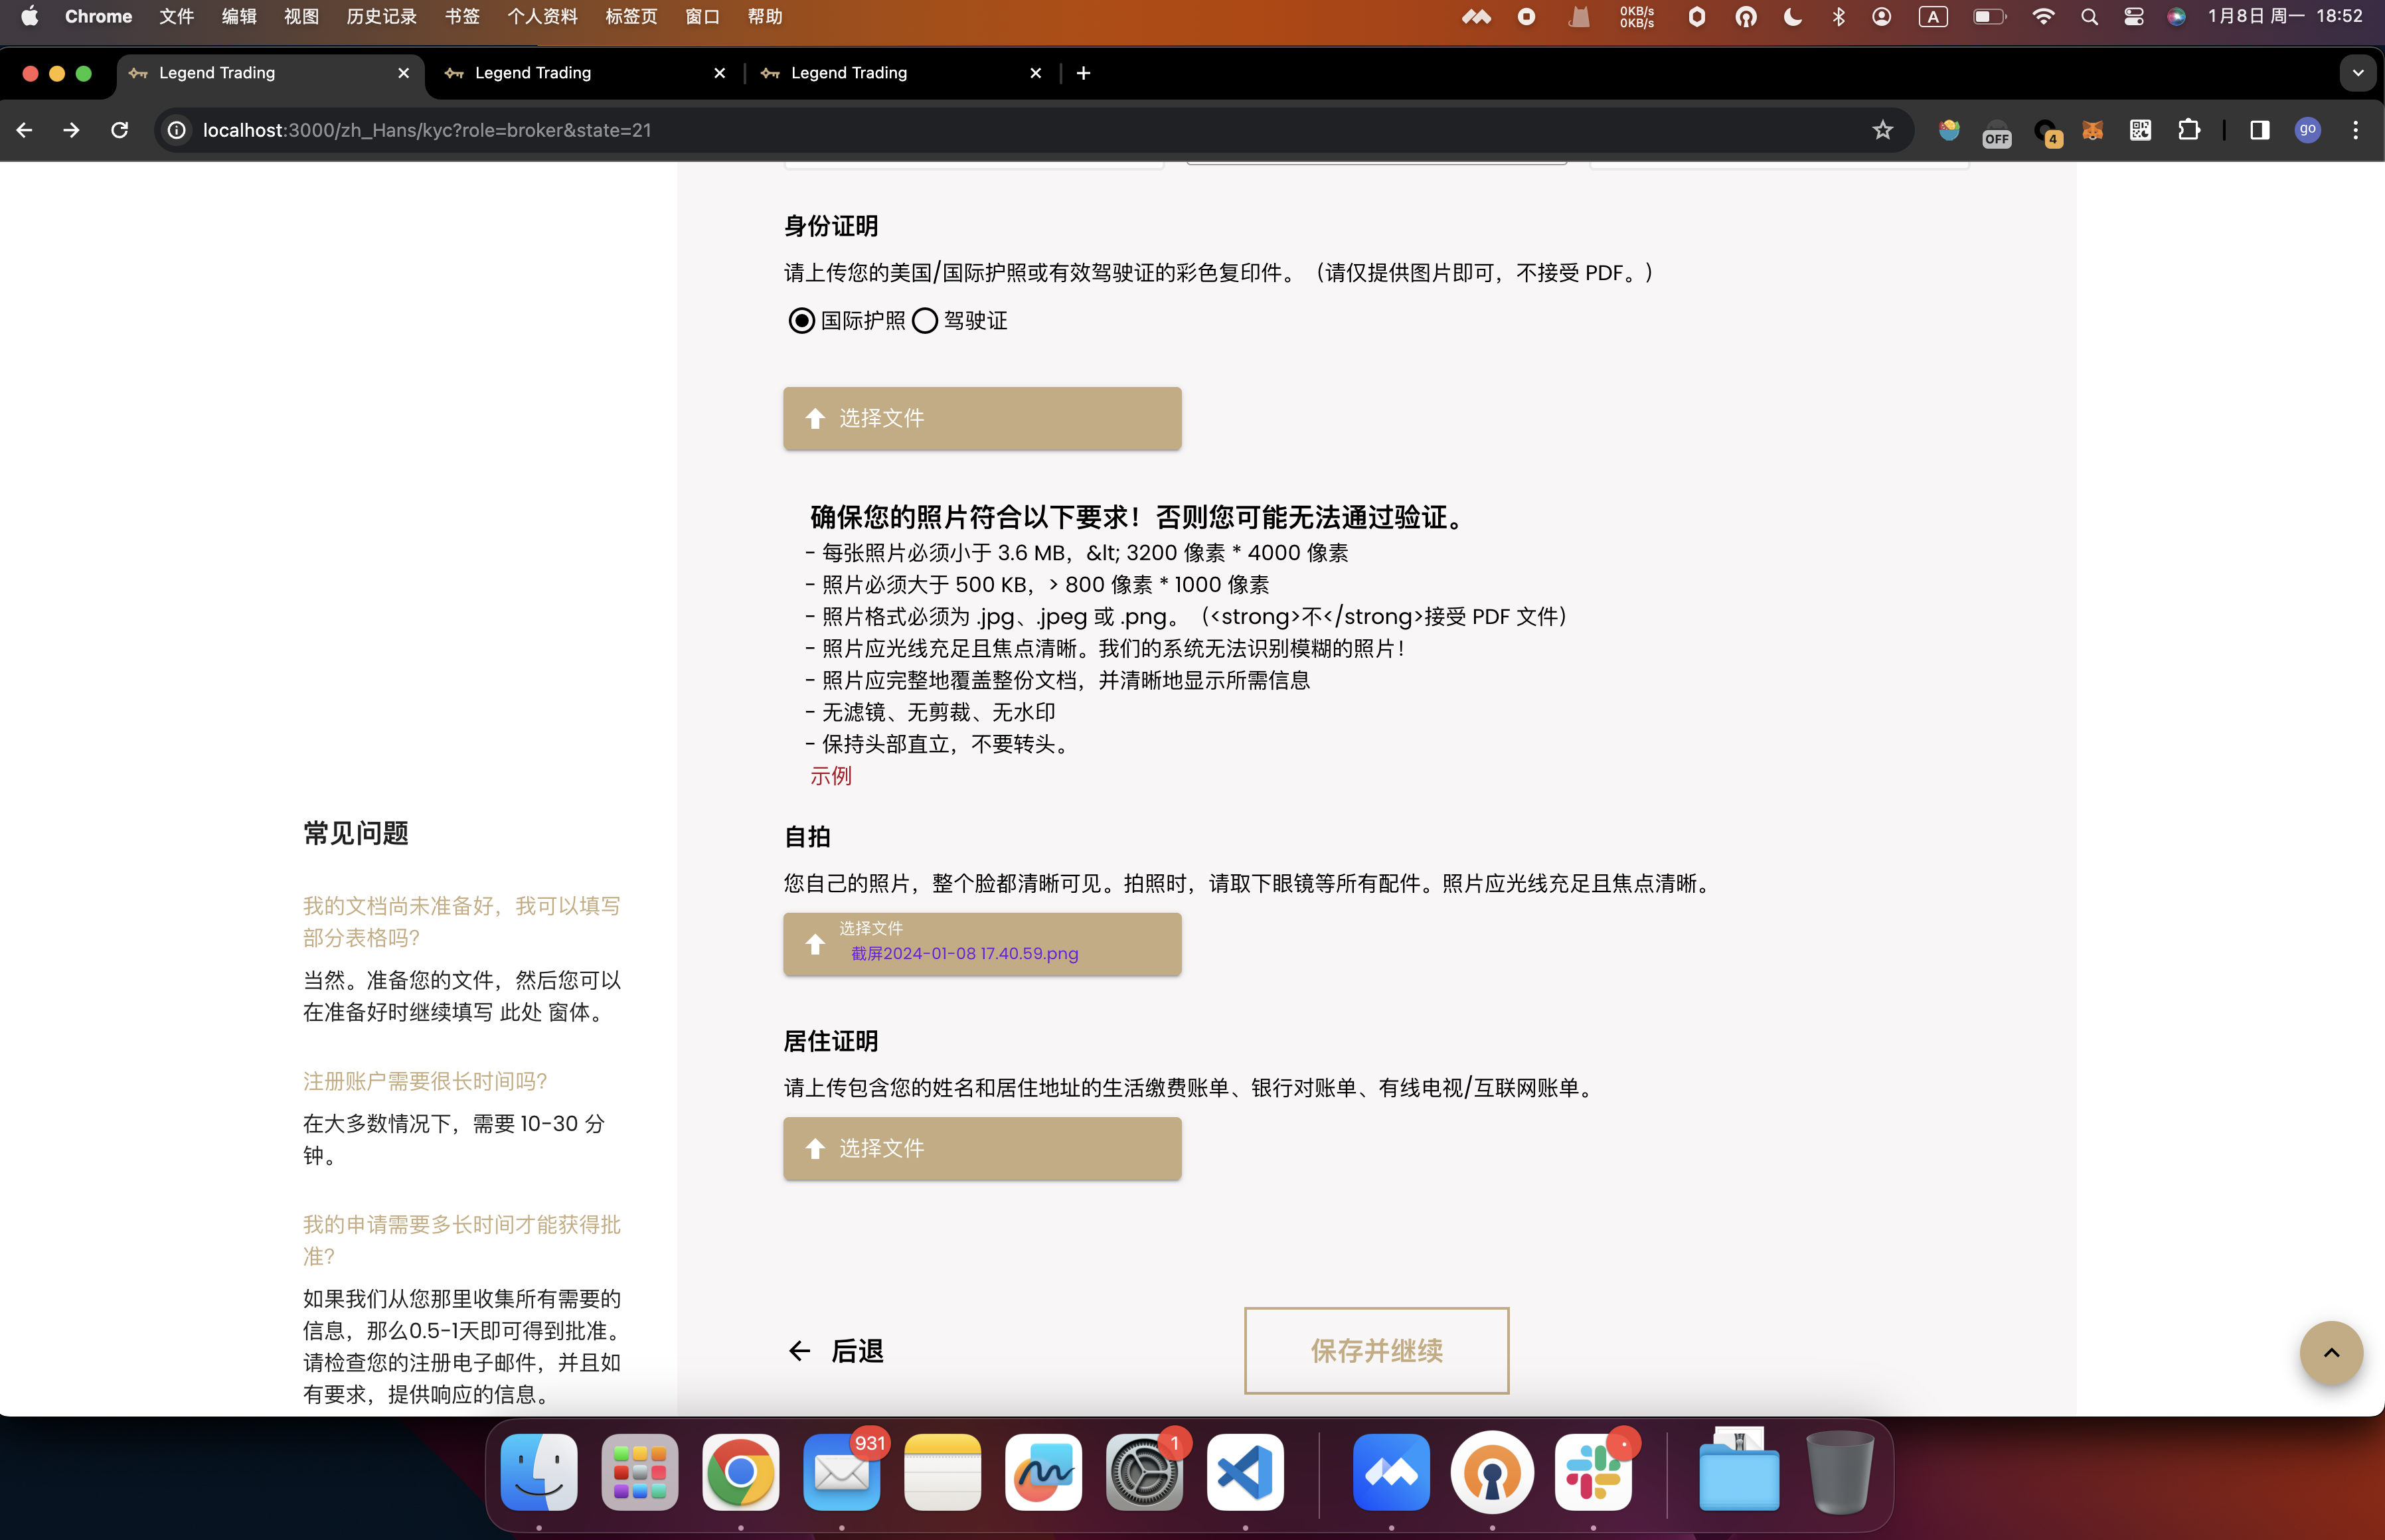 Chrome 文件 编辑 视图 历史记录 书签 个人资料 标签页 窗口 帮助
0KB/s
0KB/s
A
1月8日 周一 18:52
Legend Trading
Legend Trading
Legend Trading
localhost:3000/zh_Hans/kyc?role=broker&state=21
OFF
4
go
身份证明
请上传您的美国/国际护照或有效驾驶证的彩色复印件。（请仅提供图片即可，不接受 PDF。）
国际护照 驾驶证
选择文件
确保您的照片符合以下要求！否则您可能无法通过验证。
- 每张照片必须小于 3.6 MB，&lt; 3200 像素 * 4000 像素
- 照片必须大于 500 KB，> 800 像素 * 1000 像素
- 照片格式必须为 .jpg、.jpeg 或 .png。（<strong>不</strong>接受 PDF 文件）
- 照片应光线充足且焦点清晰。我们的系统无法识别模糊的照片！
- 照片应完整地覆盖整份文档，并清晰地显示所需信息
- 无滤镜、无剪裁、无水印
- 保持头部直立，不要转头。
示例
自拍
您自己的照片，整个脸都清晰可见。拍照时，请取下眼镜等所有配件。照片应光线充足且焦点清晰。
选择文件
截屏2024-01-08 17.40.59.png
居住证明
请上传包含您的姓名和居住地址的生活缴费账单、银行对账单、有线电视/互联网账单。
选择文件
后退
保存并继续
常见问题
我的文档尚未准备好，我可以填写
部分表格吗？
当然。准备您的文件，然后您可以
在准备好时继续填写 此处 窗体。
注册账户需要很长时间吗？
在大多数情况下，需要 10-30 分
钟。
我的申请需要多长时间才能获得批
准？
如果我们从您那里收集所有需要的
信息，那么0.5-1天即可得到批准。
请检查您的注册电子邮件，并且如
有要求，提供响应的信息。
931
1